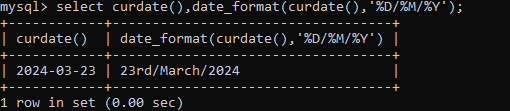 mysql> select curdate(),date_format(curdate(),'%D/%M/%Y');
+------------+-----------------------------------+
| curdate()  | date_format(curdate(),'%D/%M/%Y') |
+------------+-----------------------------------+
| 2024-03-23 | 23rd/March/2024                   |
+------------+-----------------------------------+
1 row in set (0.00 sec)